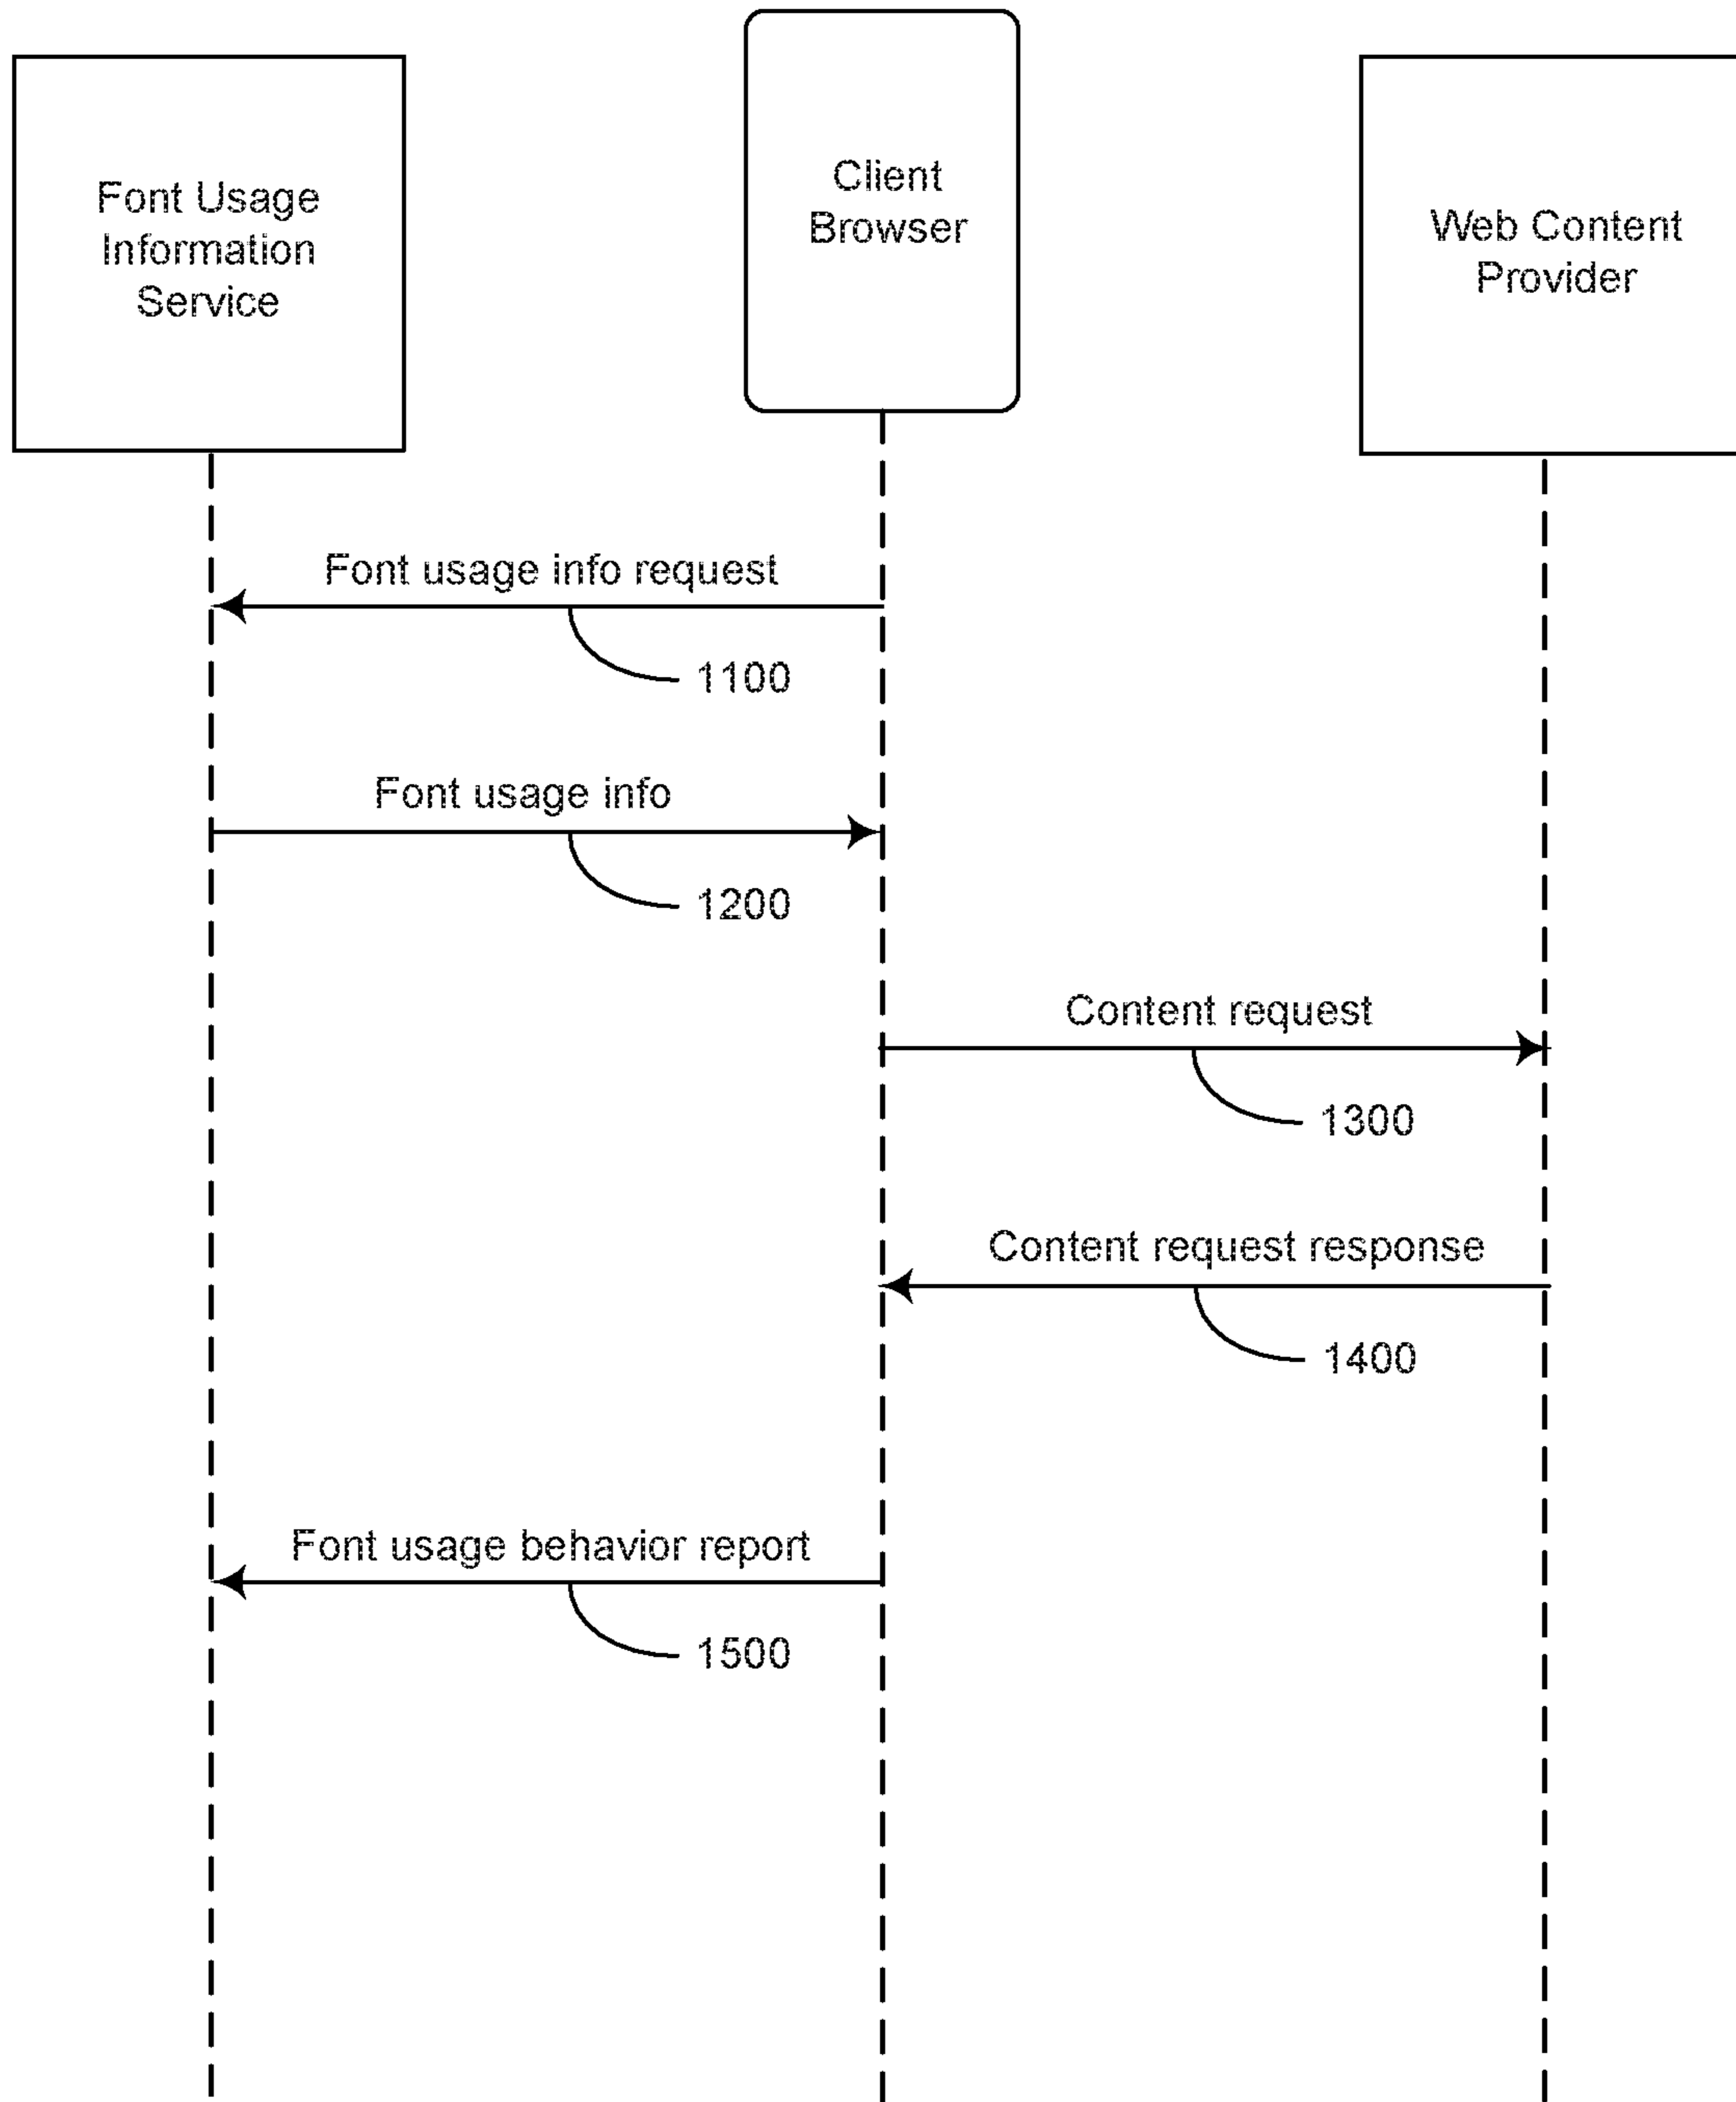 Font Usage
Information
Service
Client
Browser
Web Content
Provider
Font usage info request
1100
Font usage info
1200
Content request
1300
Content request response
1400
Font usage behavior report
1500